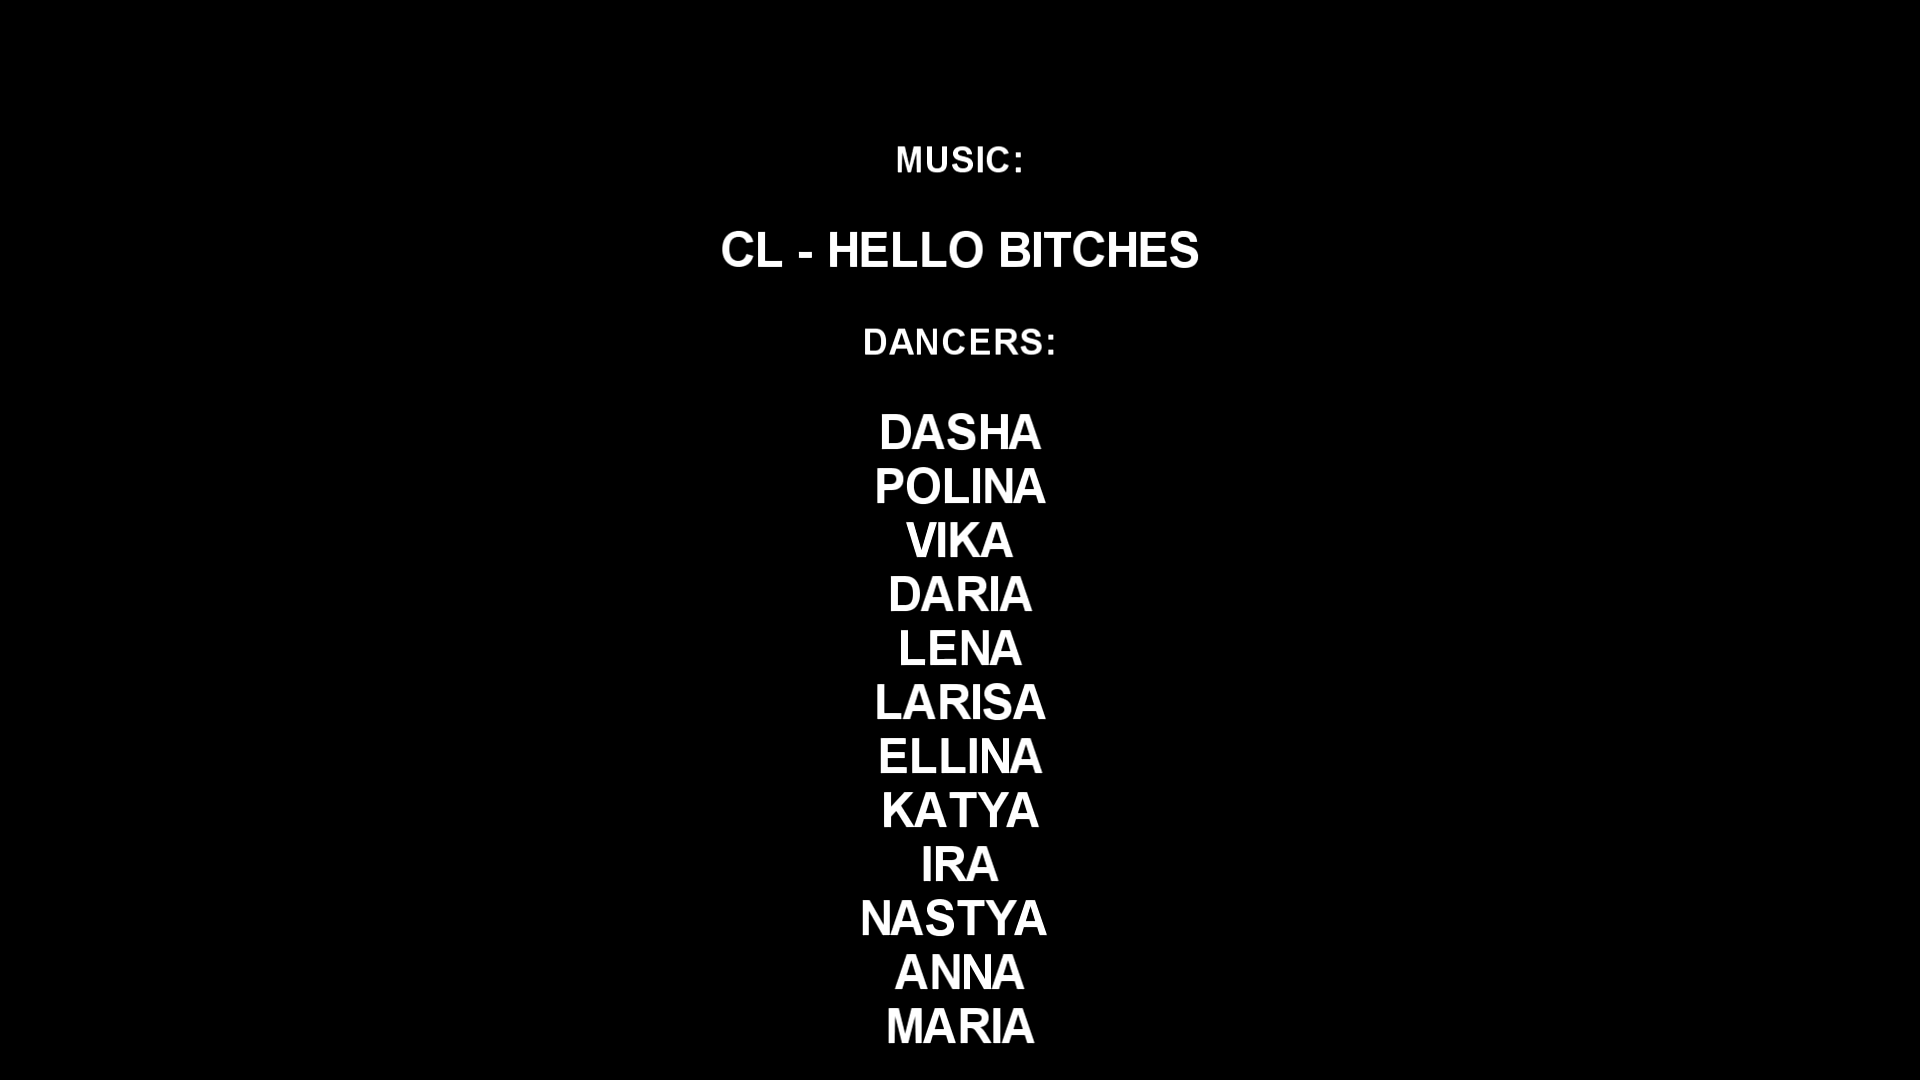 MUSIC:
CL - HELLO BITCHES
DANCERS:
DASHA
POLINA
VIKA
DARIA
LENA
LARISA
ELLINA
KATYA
IRA
NASTYA
ANNA
MARIA